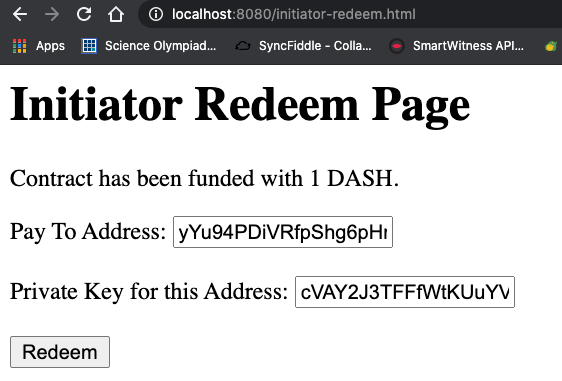 localhost:8080/initiator-redeem.html
Apps Science Olympiad... SyncFiddle - Colla... SmartWitness API...
Initiator Redeem Page
Contract has been funded with 1 DASH.
Pay To Address: yYu94PDiVRfpShg6pHr
Private Key for this Address: cVAY2J3TFFfWtKUuYV
Redeem